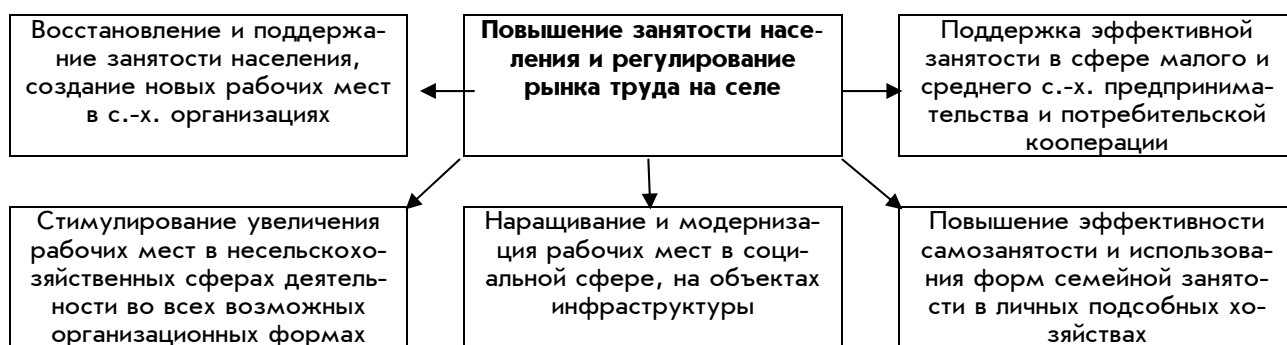 Восстановление и поддержа-
ние занятости населения,
создание новых рабочих мест
в с.-х. организациях
Повышение занятости насе-
ления и регулирование
рынка труда на селе
Поддержка эффективной
занятости в сфере малого и
среднего с.-х. предпринима-
тельства и потребительской
кооперации
Стимулирование увеличения
рабочих мест в несельскохо-
зяйственных сферах деятель-
ности во всех возможных
организационных формах
Наращивание и модерниза-
ция рабочих мест в соци-
альной сфере, на объектах
инфраструктуры
Повышение эффективности
самозанятости и использова-
ния форм семейной занято-
сти в личных подсобных хо-
зяйствах